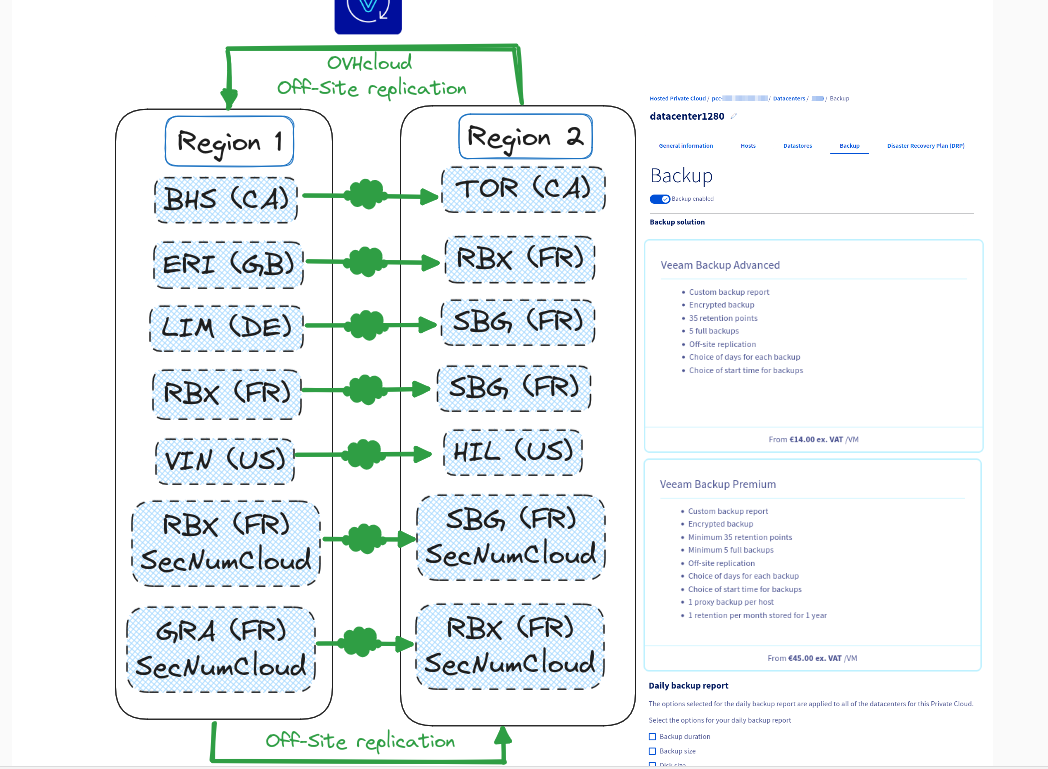 OVHcloud
Off-Site replication
Region 1
Region 2
BHS (CA)
TOR (CA)
ERI (GB)
RBX (FR)
LIM (DE)
SBG (FR)
RBX (FR)
SBG (FR)
VIN (US)
HIL (US)
RBX (FR)
SecNumCloud
SBG (FR)
SecNumCloud
GRA (FR)
SecNumCloud
RBX (FR)
SecNumCloud
Off-Site replication
Hosted Private Cloud / pcc- / Datacenters / / Backup
datacenter1280
General information Hosts Datastores Backup Disaster Recovery Plan (DRP)
Backup
Backup enabled
Backup solution
Veeam Backup Advanced
• Custom backup report
• Encrypted backup
• 35 retention points
• 5 full backups
• Off-site replication
• Choice of days for each backup
• Choice of start time for backups
From €14.00 ex. VAT /VM
Veeam Backup Premium
• Custom backup report
• Encrypted backup
• Minimum 35 retention points
• Minimum 5 full backups
• Off-site replication
• Choice of days for each backup
• Choice of start time for backups
• 1 proxy backup per host
• 1 retention per month stored for 1 year
From €45.00 ex. VAT /VM
Daily backup report
The options selected for the daily backup report are applied to all of the datacenters for this Private Cloud.
Select the options for your daily backup report
Backup duration
Backup size
Disk size